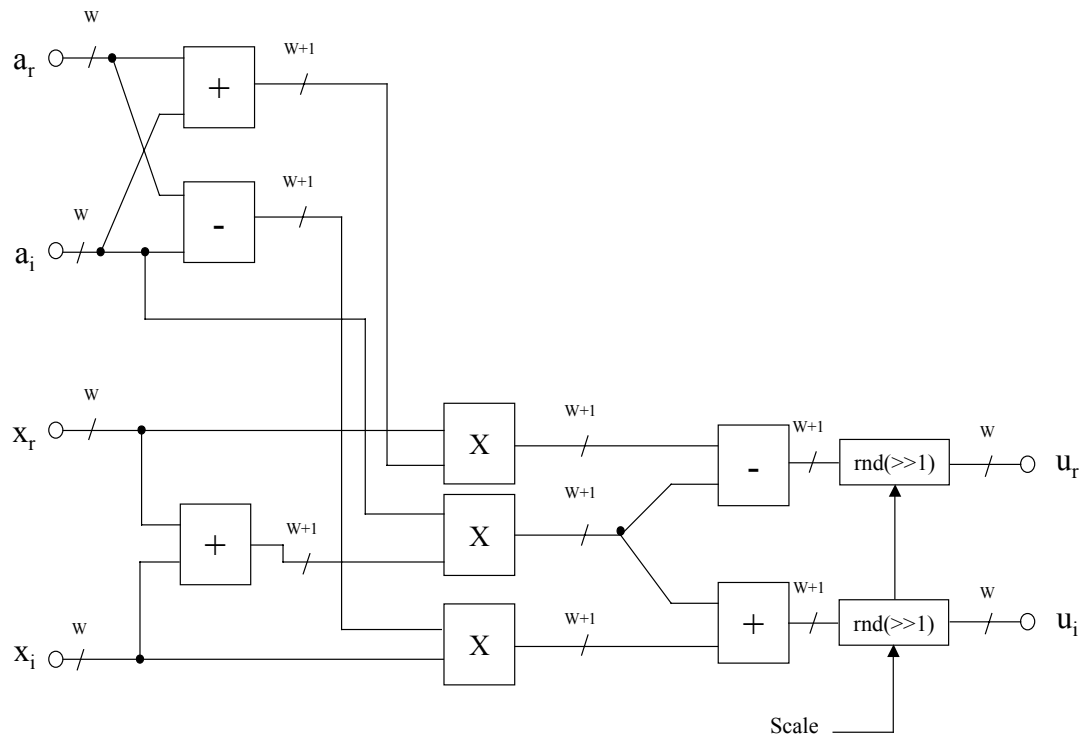 W
a_r
+
W+1
W
a_i
-
W+1
W
x_r
X
W+1
-
W+1
rnd(>>1)
W
u_r
+
W+1
X
W+1
W
x_i
X
W+1
+
W+1
rnd(>>1)
W
u_i
Scale